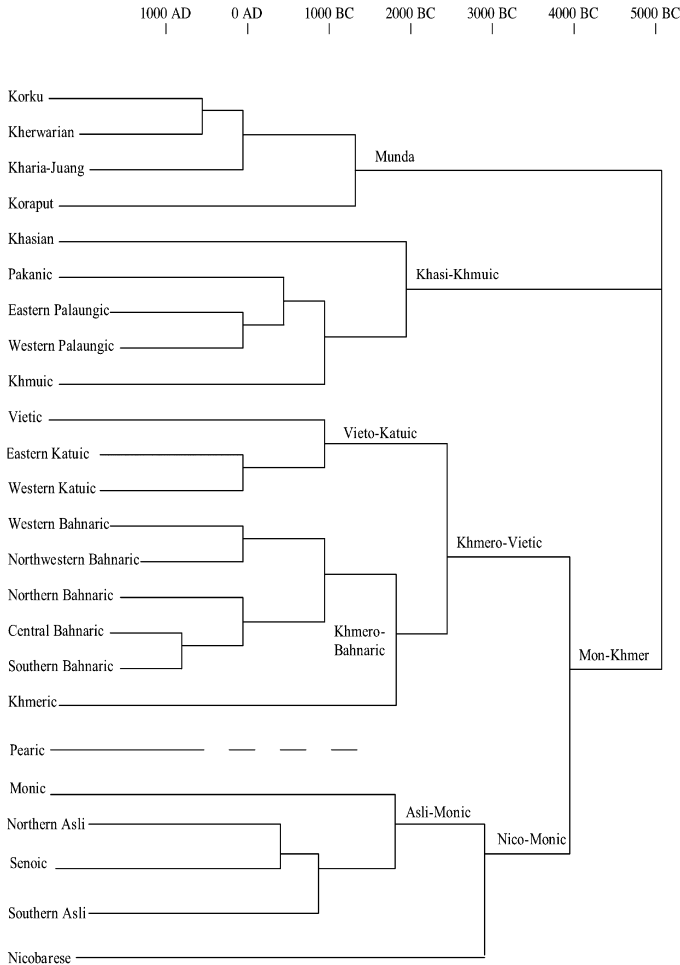 1000 AD 0 AD 1000 BC 2000 BC 3000 BC 4000 BC 5000 BC
Korku
Kherwarian
Munda
Kharia-Juang
Koraput
Khasian
Pakanic
Khasi-Khmuic
Eastern Palaungic
Western Palaungic
Khmuic
Vietic
Vieto-Katuic
Eastern Katuic
Western Katuic
Western Bahnaric
Khmero-Vietic
Northwestern Bahnaric
Northern Bahnaric
Central Bahnaric
Khmero-
Bahnaric
Mon-Khmer
Southern Bahnaric
Khmeric
Pearic
Monic
Asli-Monic
Northern Asli
Nico-Monic
Senoic
Southern Asli
Nicobarese